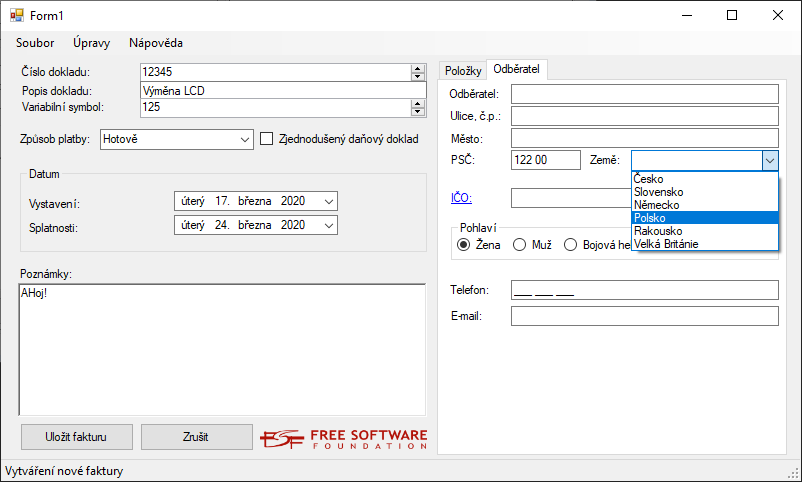 Form1
Soubor Úpravy Nápověda
Číslo dokladu: 12345
Popis dokladu: Výměna LCD
Variabilní symbol: 125
Způsob platby: Hotově Zjednodušený daňový doklad
Datum
Vystavení: úterý 17. března 2020
Splatnosti: úterý 24. března 2020
Poznámky:
AHoj!
Uložit fakturu Zrušit
FSF FREE SOFTWARE
FOUNDATION
Položky Odběratel
Odběratel:
Ulice, č.p.:
Město:
PSČ: 122 00 Země:
Česko
Slovensko
Německo
Polsko
Rakousko
Velká Británie
IČO:
Pohlaví
Žena Muž Bojová he
Telefon: ___ ___ ___
E-mail:
Vytváření nové faktury